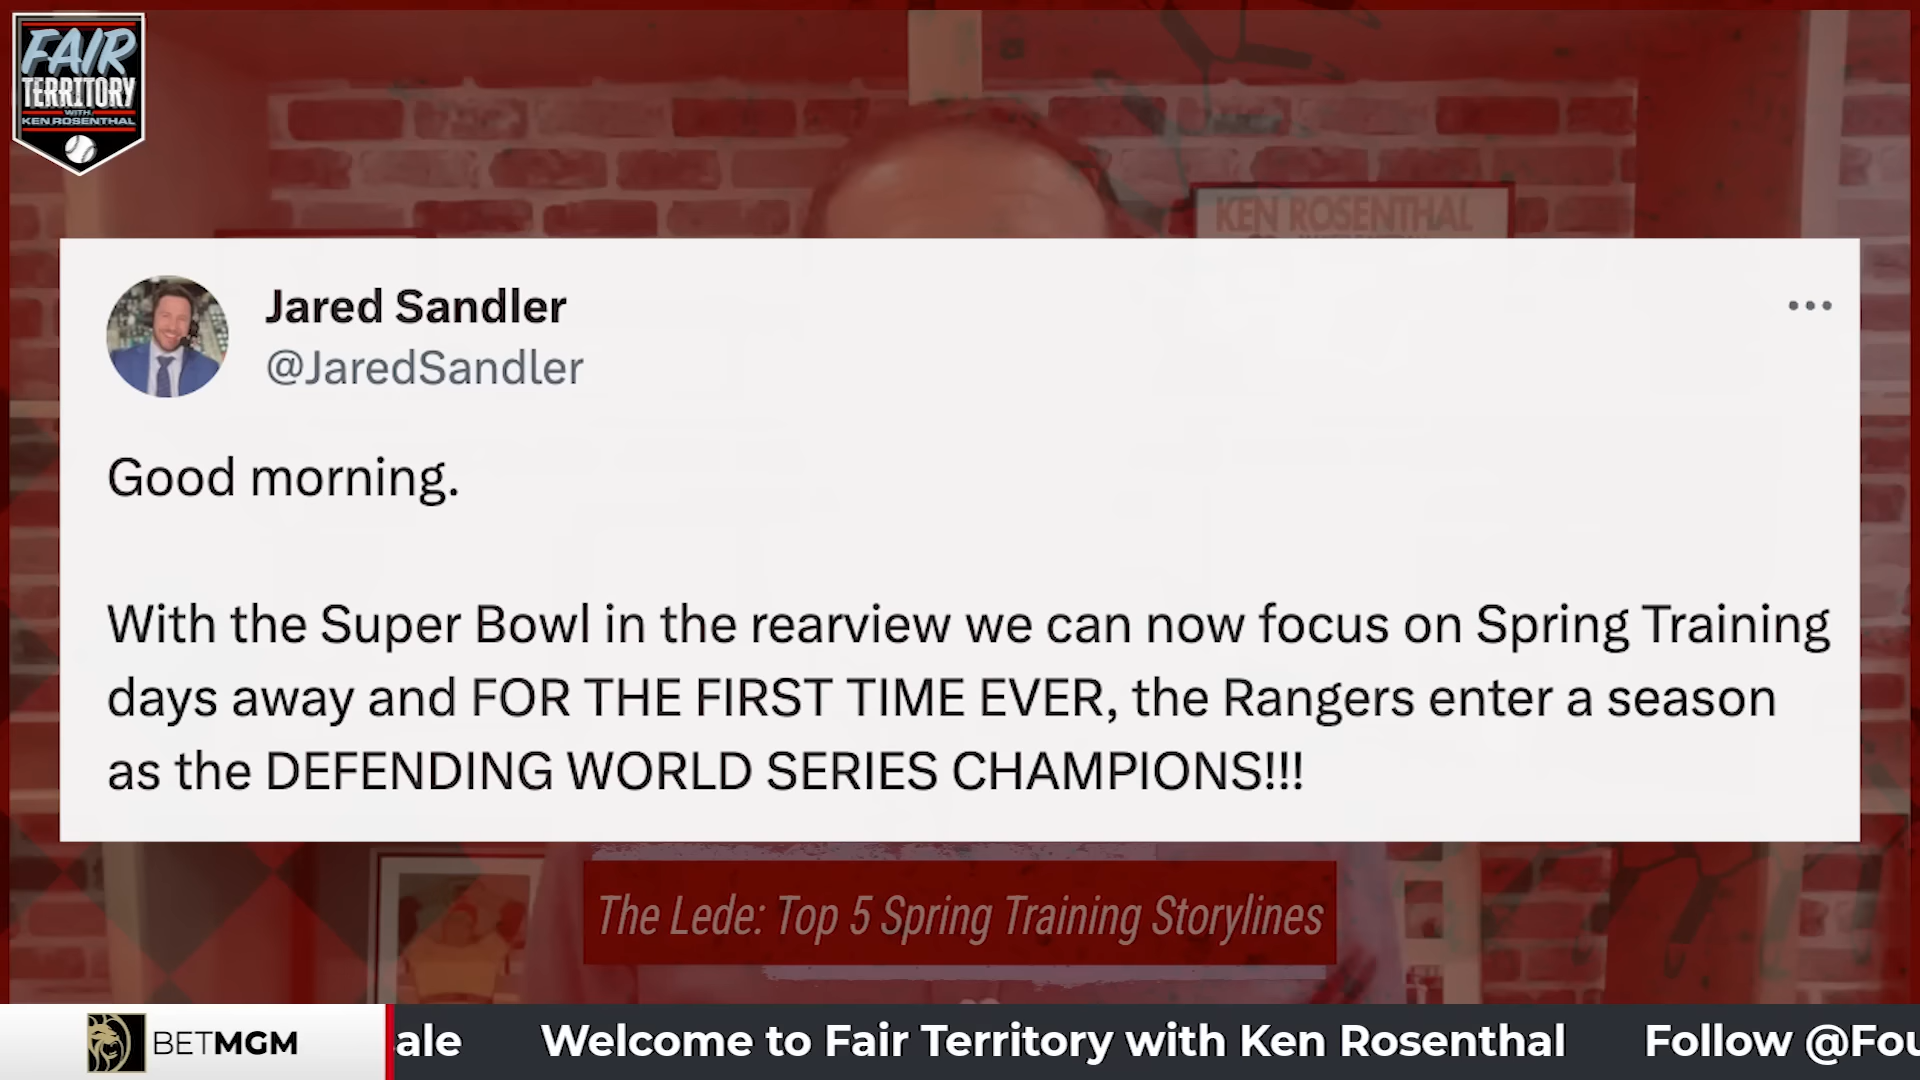 FAIR
TERRITORY
WITH
KEN ROSENTHAL
KEN ROSENTHAL
Jared Sandler
@JaredSandler
Good morning.
With the Super Bowl in the rearview we can now focus on Spring Training
days away and FOR THE FIRST TIME EVER, the Rangers enter a season
as the DEFENDING WORLD SERIES CHAMPIONS!!!
The Lede: Top 5 Spring Training Storylines
BETMGM
ale Welcome to Fair Territory with Ken Rosenthal Follow @Fou